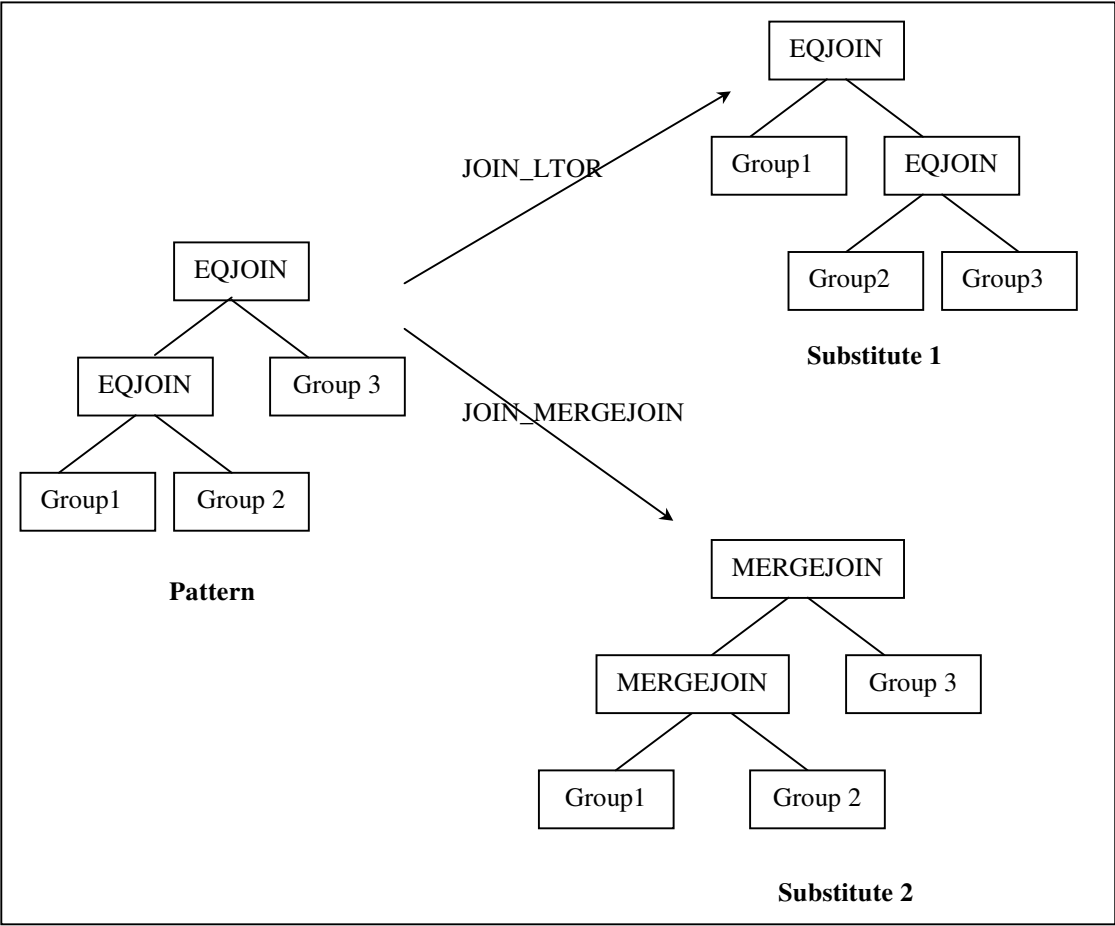 EQJOIN
Group1
EQJOIN
Group2
Group3
Substitute 1
JOIN_LTOR
EQJOIN
EQJOIN
Group 3
Group1
Group 2
Pattern
JOIN_MERGEJOIN
MERGEJOIN
MERGEJOIN
Group 3
Group1
Group 2
Substitute 2